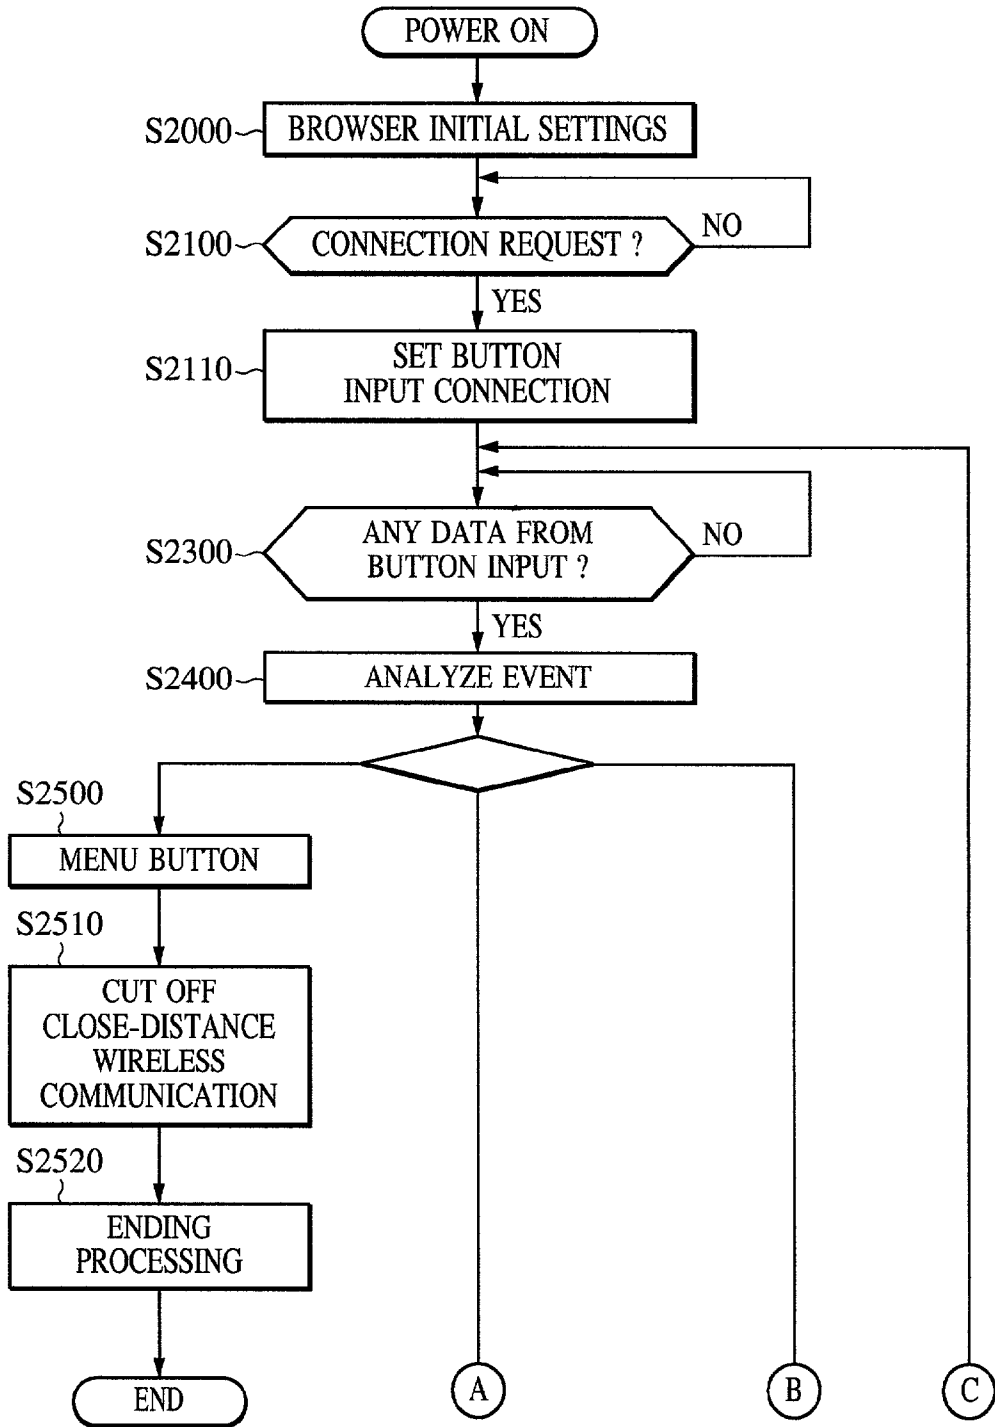 POWER ON
S2000
BROWSER INITIAL SETTINGS
S2100
CONNECTION REQUEST ?
NO
YES
S2110
SET BUTTON
INPUT CONNECTION
S2300
ANY DATA FROM
BUTTON INPUT ?
NO
YES
S2400
ANALYZE EVENT
S2500
MENU BUTTON
S2510
CUT OFF
CLOSE-DISTANCE
WIRELESS
COMMUNICATION
S2520
ENDING
PROCESSING
END
A
B
C